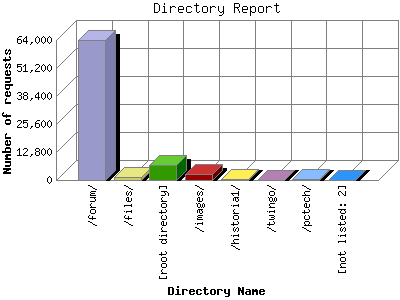 Directory Report
Number of requests
64,000
51,200
38,400
25,600
12,800
0
/forum/
/files/
[root directory]
/images/
/historia1/
/twingo/
/pctech/
[not listed: 2]
Directory Name